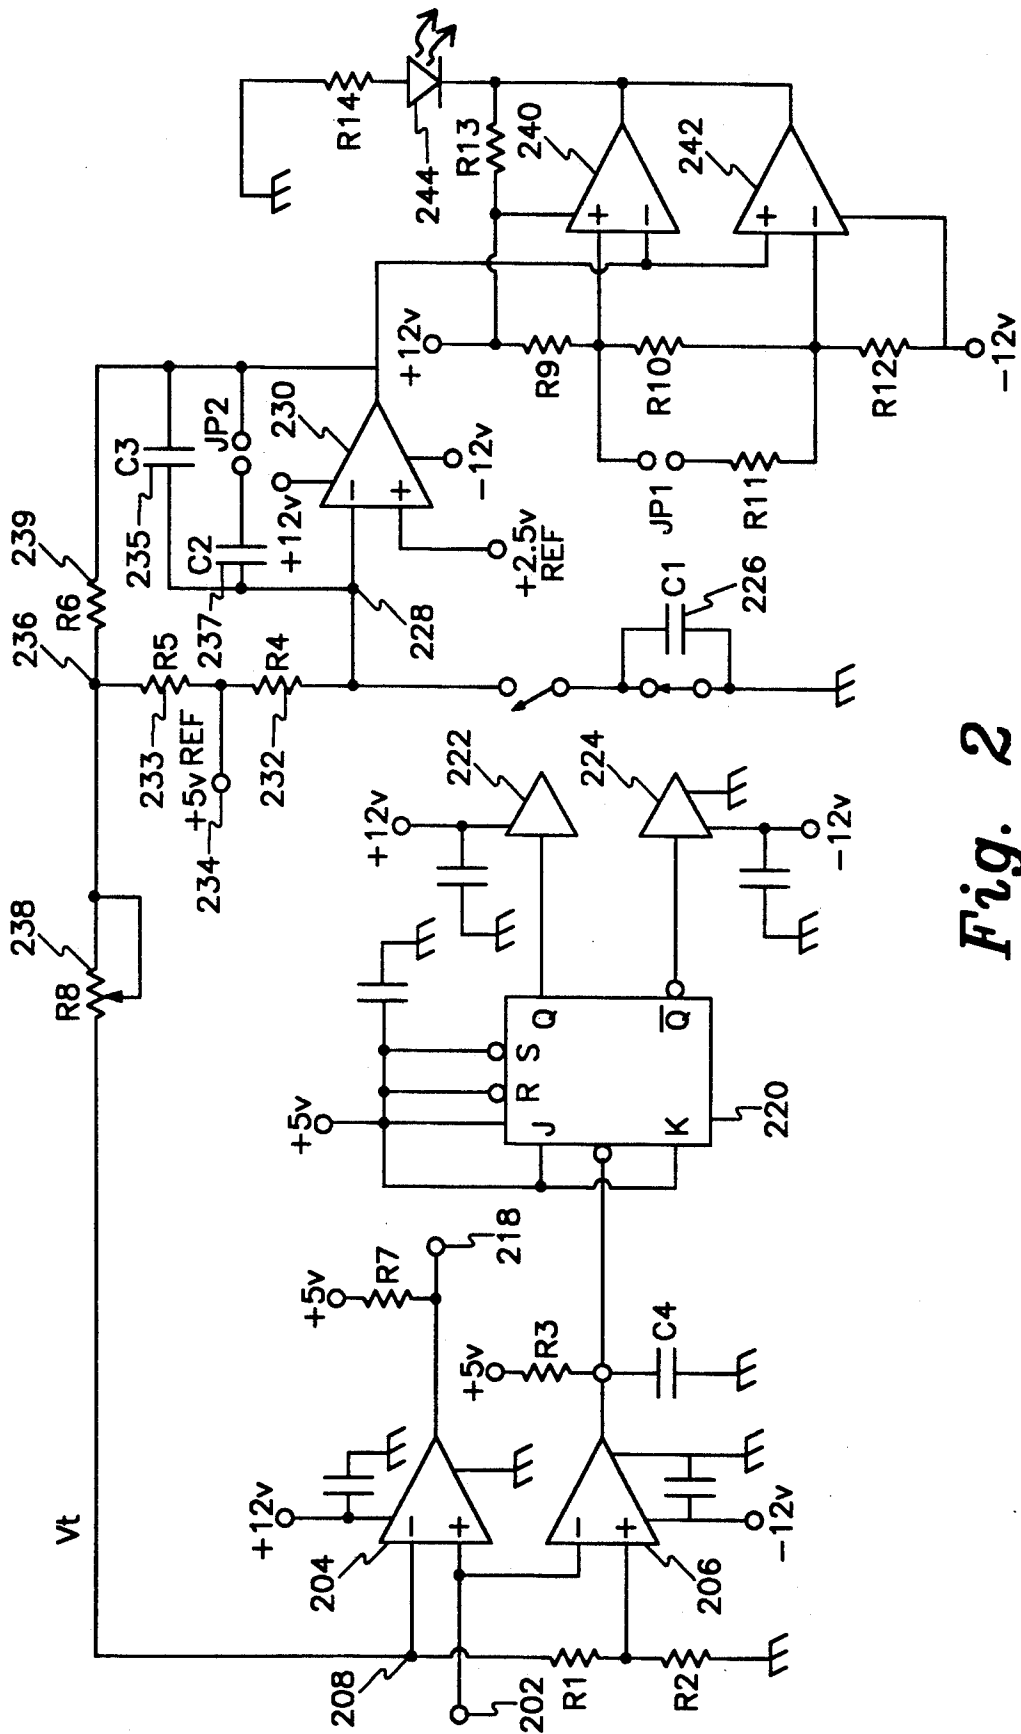 Vt
R8
238
236
R6
239
C3
235
JP2
C2
237
R5
233
+5v REF
234
R4
232
228
+12v
230
-12v
+2.5v
REF
+12v
R9
R10
R12
-12v
JP1
R11
R13
R14
244
240
+
−
242
+
−
−
+
C1
226
+12v
222
224
-12v
+5v
S
R
J
K
Q
Q̅
220
+5v
R7
218
+5v
R3
C4
+12v
204
−
+
206
−
+
-12v
208
202
R1
R2
Fig. 2